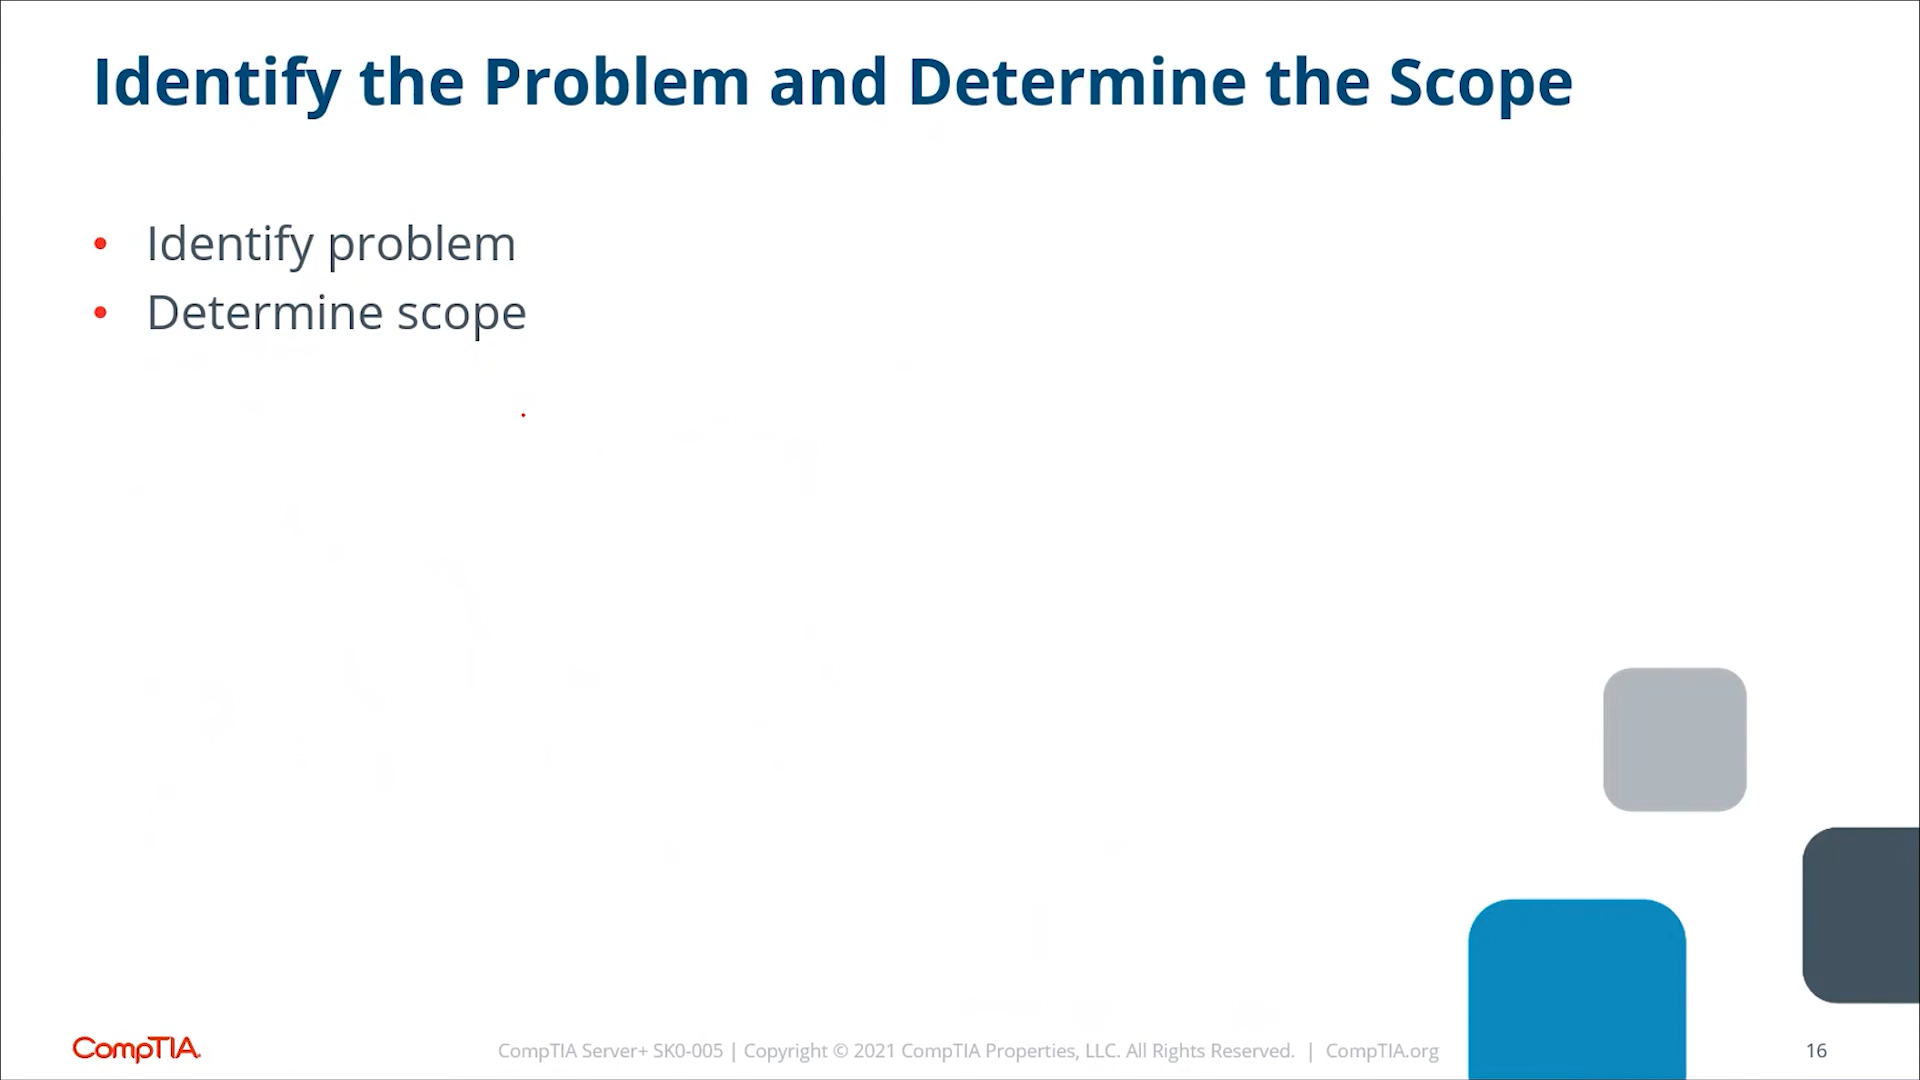 Identify the Problem and Determine the Scope
• Identify problem
• Determine scope
CompTIA.
CompTIA Server+ SK0-005 | Copyright © 2021 CompTIA Properties, LLC. All Rights Reserved. | CompTIA.org
16